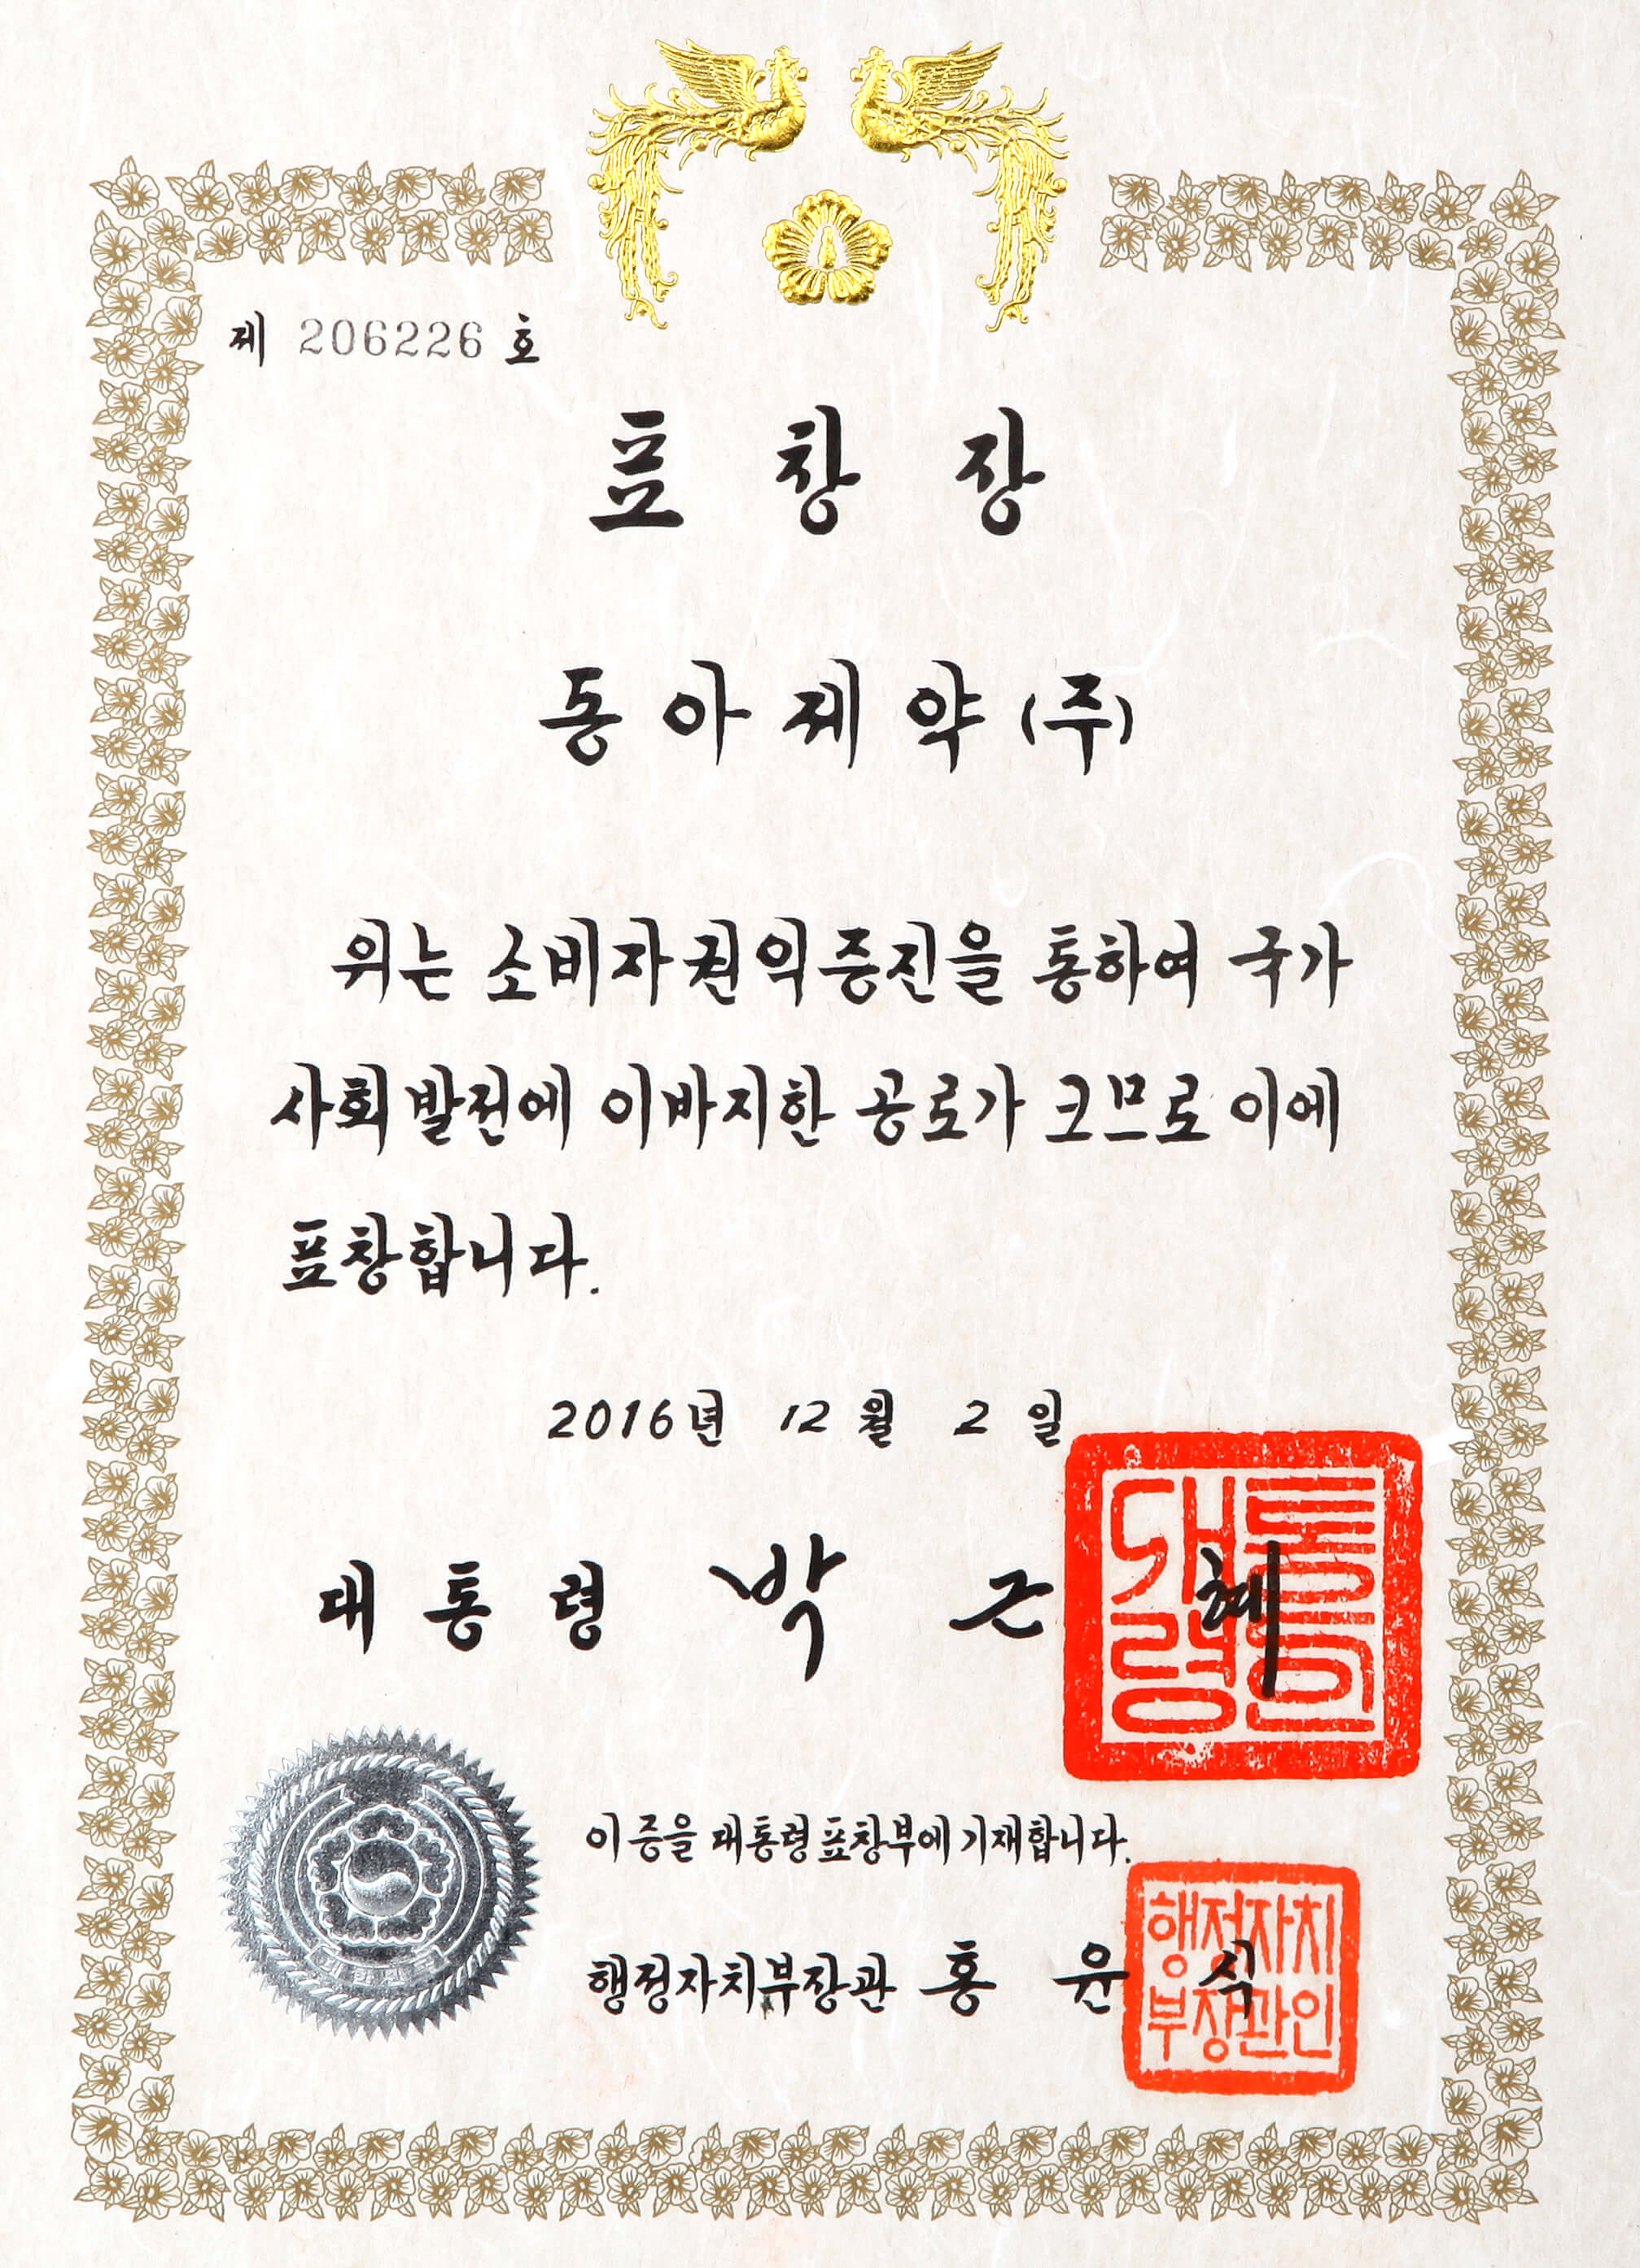 제 206226 호
표 창 장
동아제약(주)
위는 소비자권익증진을 통하여 국가
사회발전에 이바지한 공로가 크므로 이에
표창합니다.
2016년 12월 2일
대통령 박근혜
대통령인
이 증을 대통령표창부에 기재합니다.
행정자치부장관 홍윤식
행정자치
부장관인